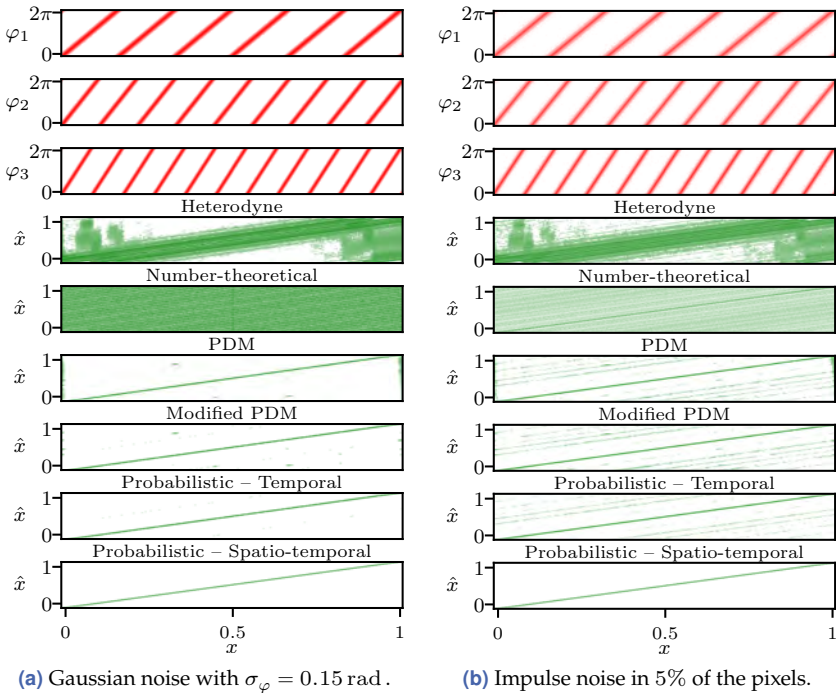 φ1
2π
0
φ2
2π
0
φ3
2π
0
Heterodyne
x̂
1
0
Number-theoretical
x̂
1
0
PDM
x̂
1
0
Modified PDM
x̂
1
0
Probabilistic – Temporal
x̂
1
0
Probabilistic – Spatio-temporal
x̂
1
0
0 0.5 1
x
(a) Gaussian noise with σφ = 0.15 rad .
φ1
2π
0
φ2
2π
0
φ3
2π
0
Heterodyne
x̂
1
0
Number-theoretical
x̂
1
0
PDM
x̂
1
0
Modified PDM
x̂
1
0
Probabilistic – Temporal
x̂
1
0
Probabilistic – Spatio-temporal
x̂
1
0
0 0.5 1
x
(b) Impulse noise in 5% of the pixels.